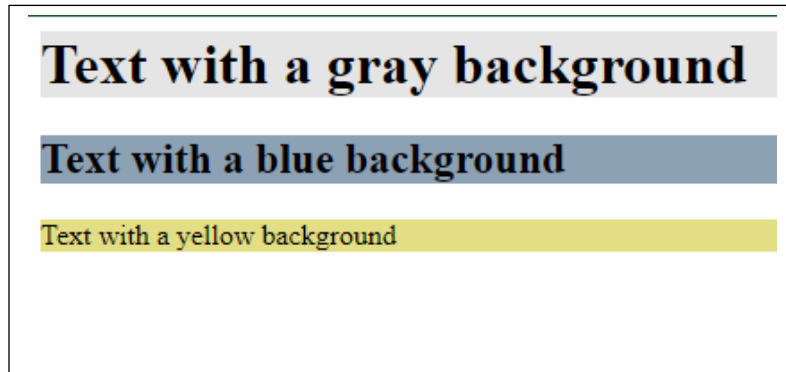 Text with a gray background
Text with a blue background
Text with a yellow background